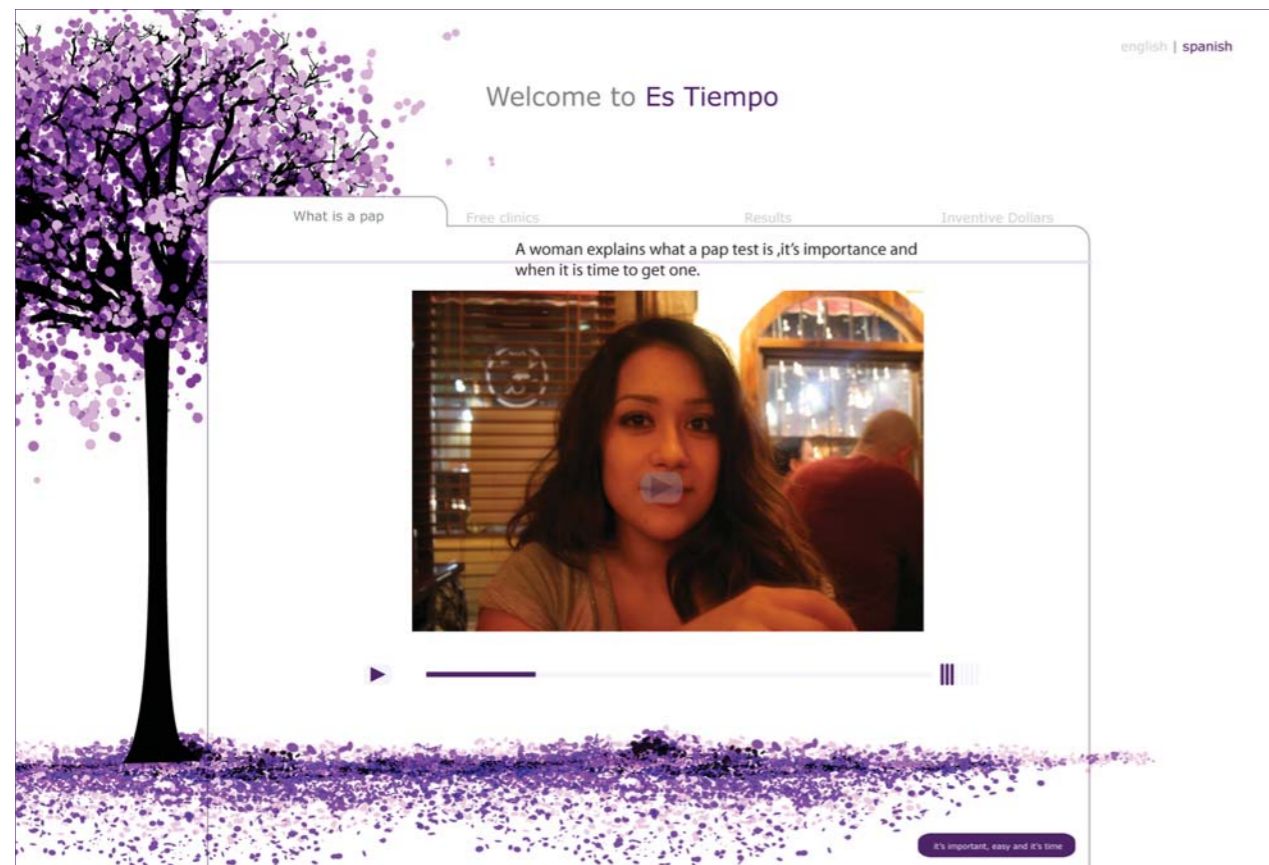 english | spanish
Welcome to Es Tiempo
What is a pap
Free clinics
Results
Inventive Dollars
A woman explains what a pap test is ,it's importance and
when it is time to get one.
it's important, easy and it's time